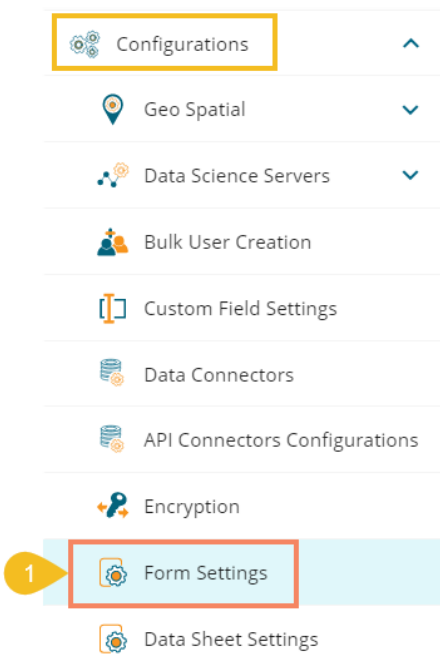 Configurations
Geo Spatial
Data Science Servers
Bulk User Creation
Custom Field Settings
Data Connectors
API Connectors Configurations
Encryption
1 Form Settings
Data Sheet Settings